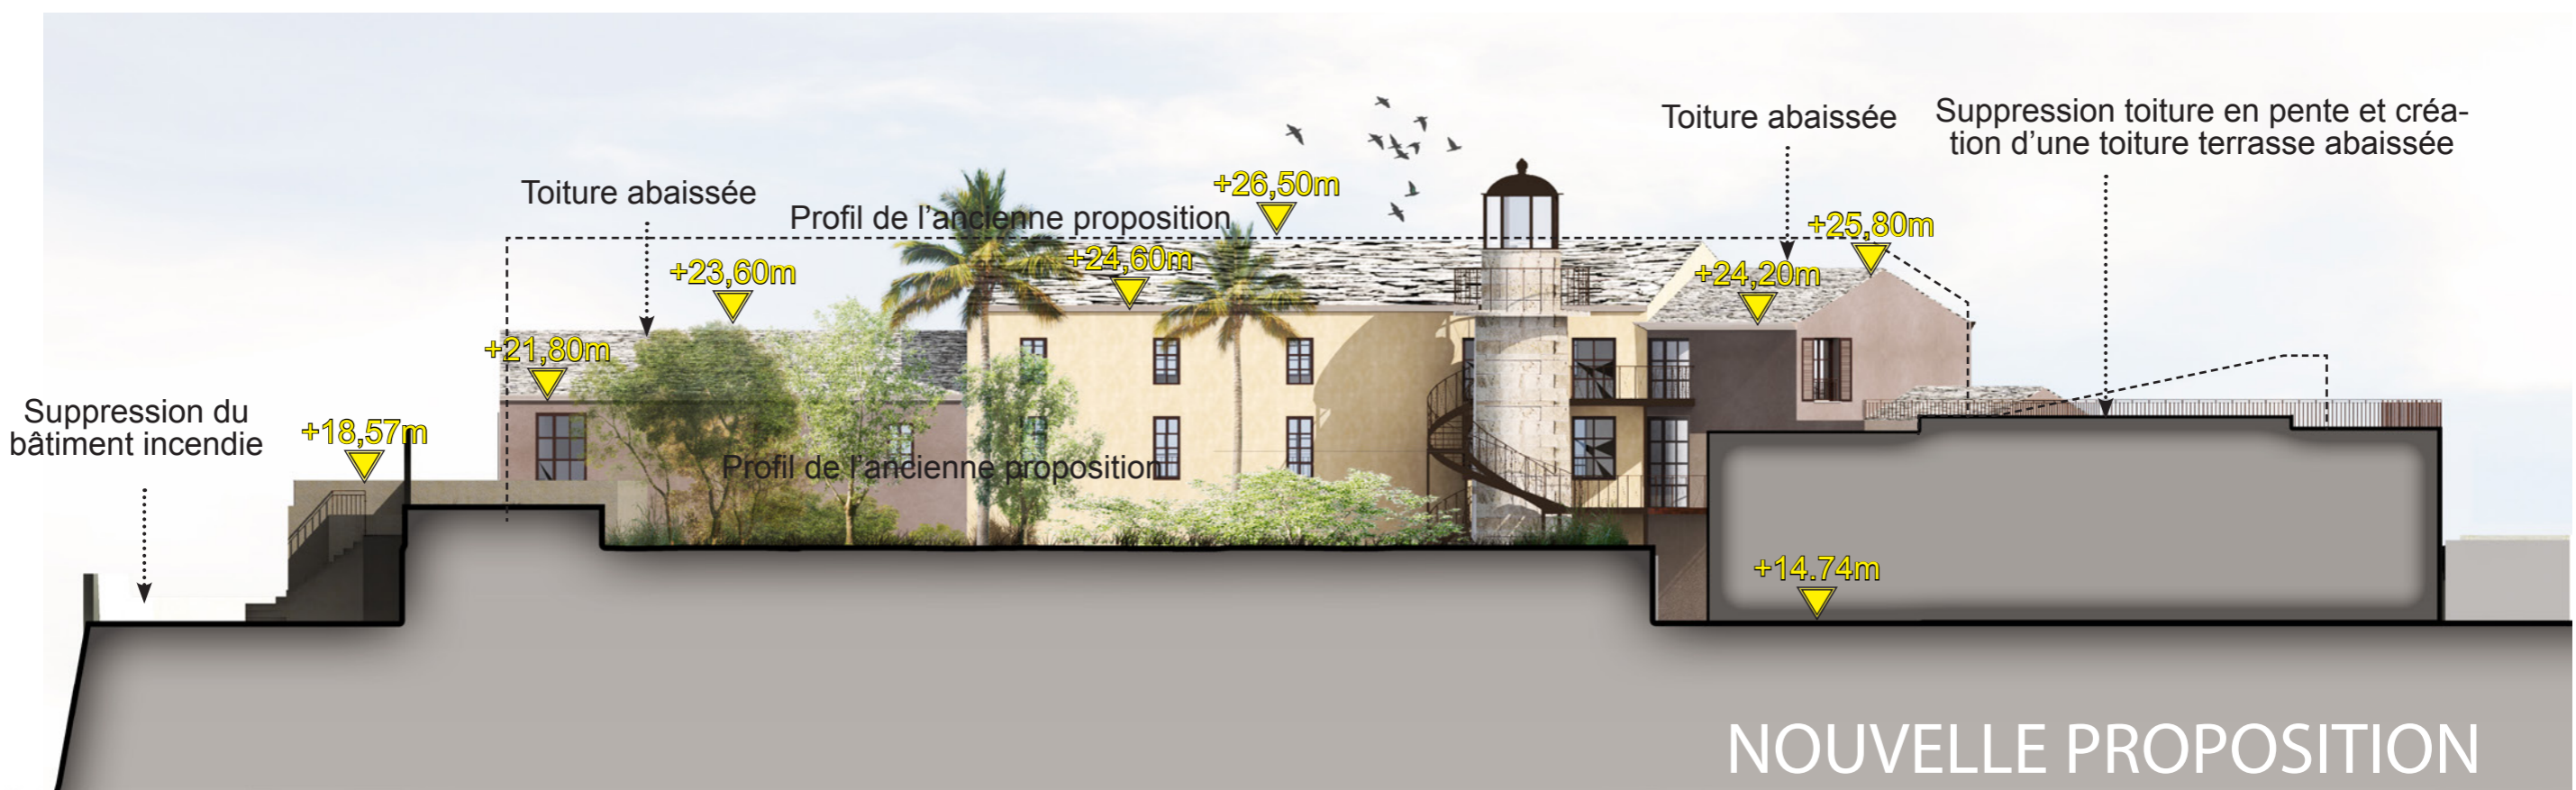 Toiture abaissée
Suppression toiture en pente et créa-
tion d’une toiture terrasse abaissée
Toiture abaissée
+26,50m
Profil de l’ancienne proposition
+25,80m
+24,60m
+23,60m
+24,20m
+21,80m
Suppression du
bâtiment incendie
+18,57m
Profil de l’ancienne proposition
+14.74m
NOUVELLE PROPOSITION